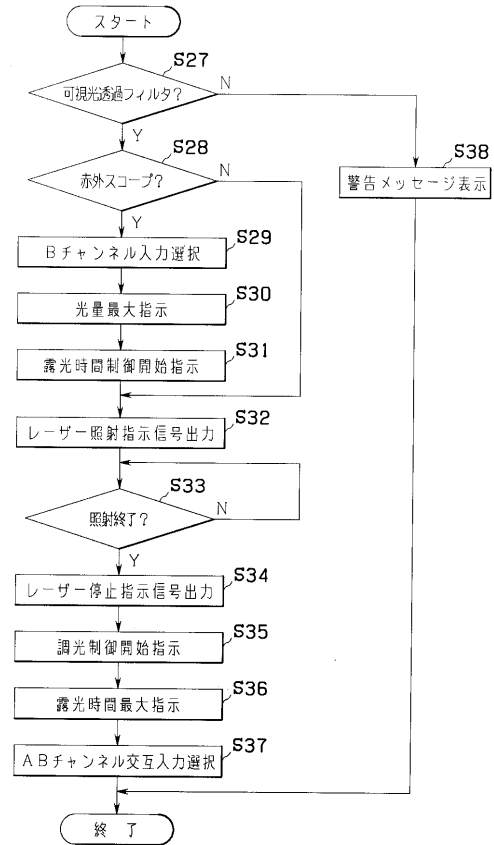 スタート
S27
可視光透過フィルタ?
N
Y
S28
赤外スコープ?
N
S38
警告メッセージ表示
Y
S29
Bチャンネル入力選択
S30
光量最大指示
S31
露光時間制御開始指示
S32
レーザー照射指示信号出力
S33
照射終了?
N
Y
S34
レーザー停止指示信号出力
S35
調光制御開始指示
S36
露光時間最大指示
S37
ABチャンネル交互入力選択
終了